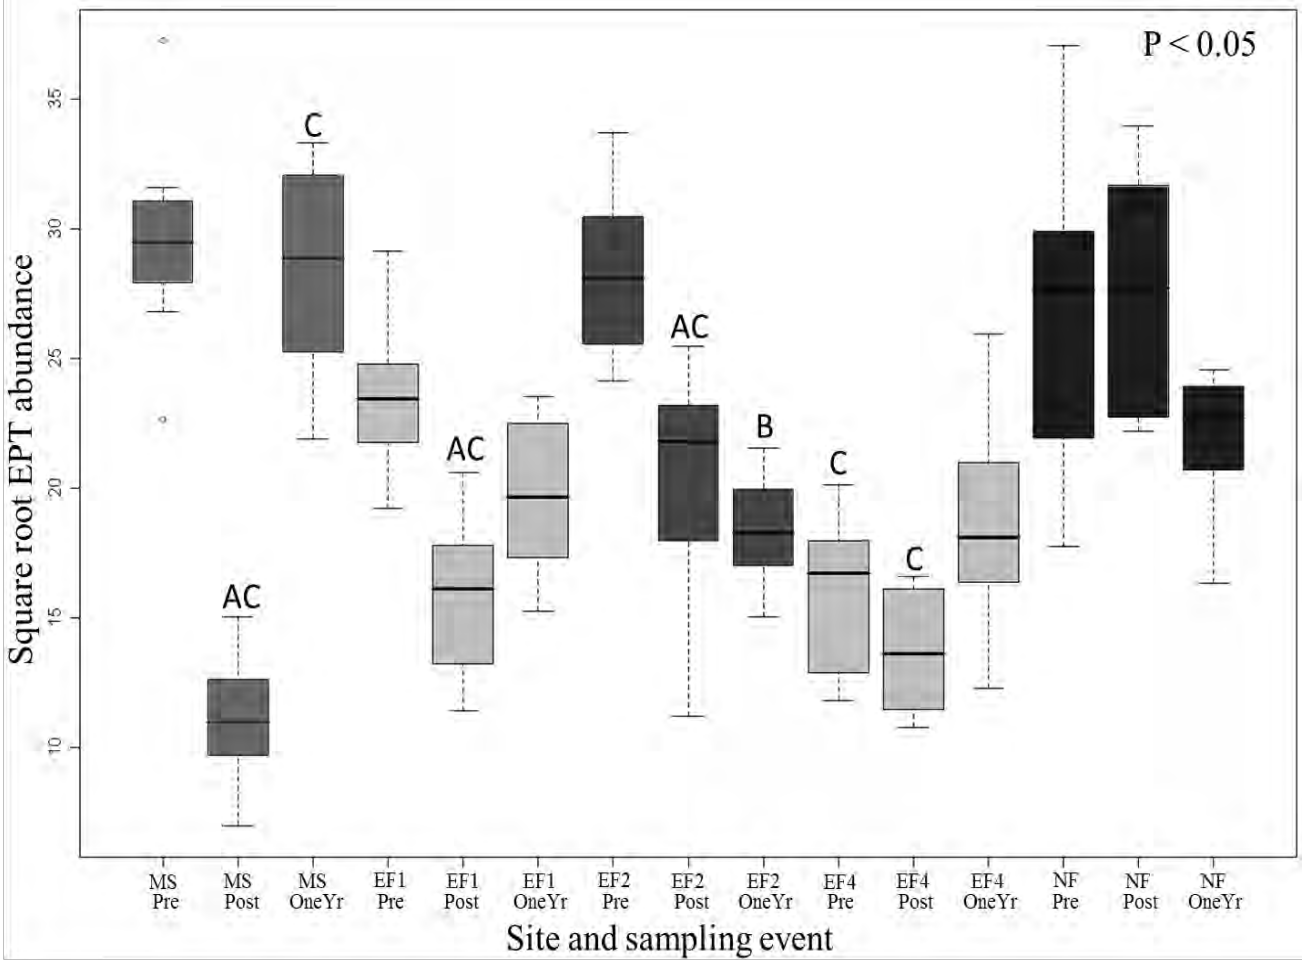 P < 0.05
35
30
25
20
15
10
Square root EPT abundance
C
AC
AC
AC
B
C
C
MS Pre
MS Post
MS OneYr
EF1 Pre
EF1 Post
EF1 OneYr
EF2 Pre
EF2 Post
EF2 OneYr
EF4 Pre
EF4 Post
EF4 OneYr
NF Pre
NF Post
NF OneYr
Site and sampling event